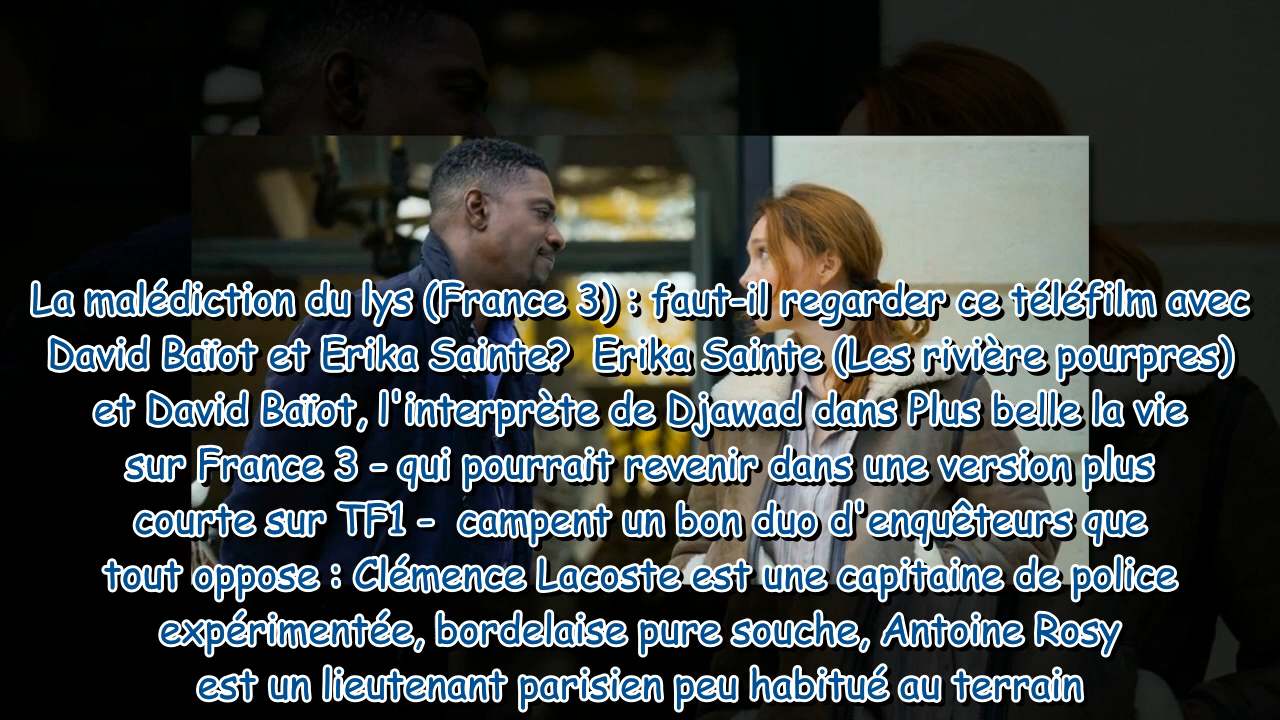 La malédiction du lys (France 3) : faut-il regarder ce téléfilm avec
David Baïot et Erika Sainte?  Erika Sainte (Les rivière pourpres)
et David Baïot, l'interprète de Djawad dans Plus belle la vie
sur France 3 – qui pourrait revenir dans une version plus
courte sur TF1 –  campent un bon duo d'enquêteurs que
tout oppose : Clémence Lacoste est une capitaine de police
expérimentée, bordelaise pure souche, Antoine Rosy
est un lieutenant parisien peu habitué au terrain